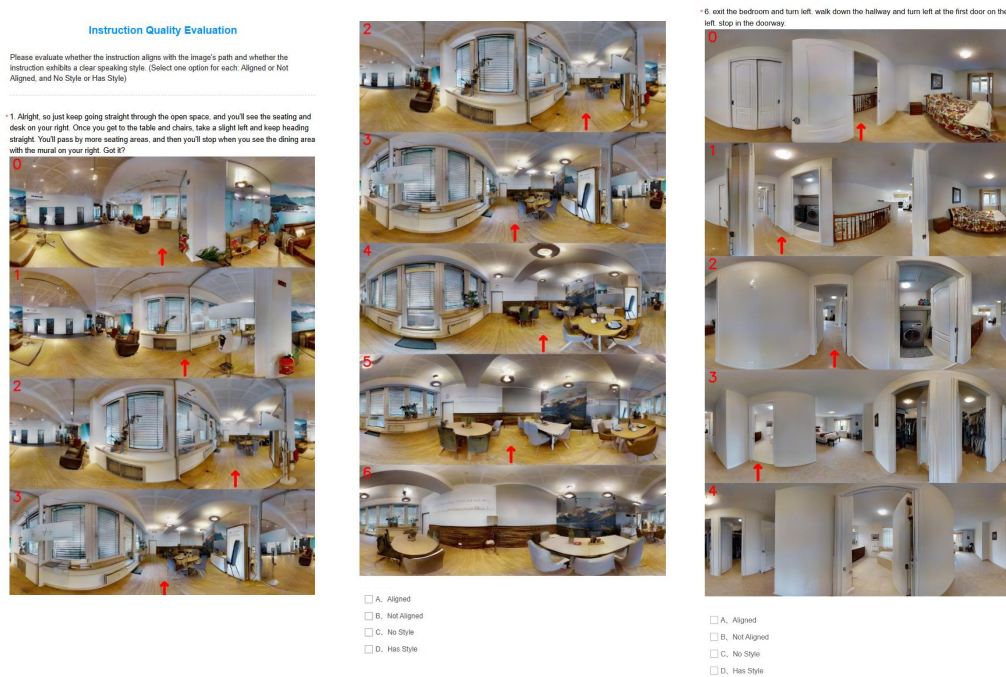 Instruction Quality Evaluation
Please evaluate whether the instruction aligns with the image's path and whether the
instruction exhibits a clear speaking style. (Select one option for each: Aligned or Not
Aligned, and No Style or Has Style)
* 1. Alright, so just keep going straight through the open space, and you'll see the seating and
desk on your right. Once you get to the table and chairs, take a slight left and keep heading
straight. You'll pass by more seating areas, and then you'll stop when you see the dining area
with the mural on your right. Got it?
0
1
2
3
2
3
4
5
6
A、Aligned
B、Not Aligned
C、No Style
D、Has Style
* 6. exit the bedroom and turn left. walk down the hallway and turn left at the first door on the
left. stop in the doorway.
0
1
2
3
4
A、Aligned
B、Not Aligned
C、No Style
D、Has Style